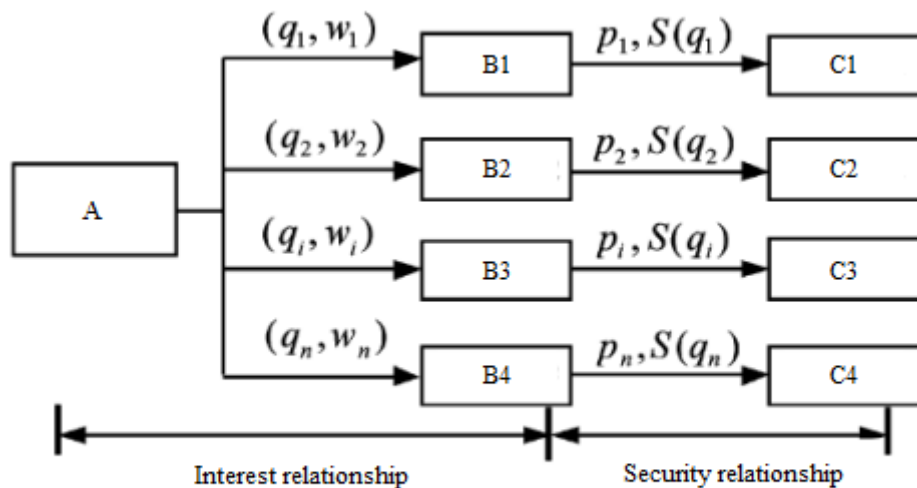 (q₁, w₁) B1 p₁, S(q₁) C1
(q₂, w₂) B2 p₂, S(q₂) C2
A
(qᵢ, wᵢ) B3 pᵢ, S(qᵢ) C3
(qₙ, wₙ) B4 pₙ, S(qₙ) C4
Interest relationship Security relationship